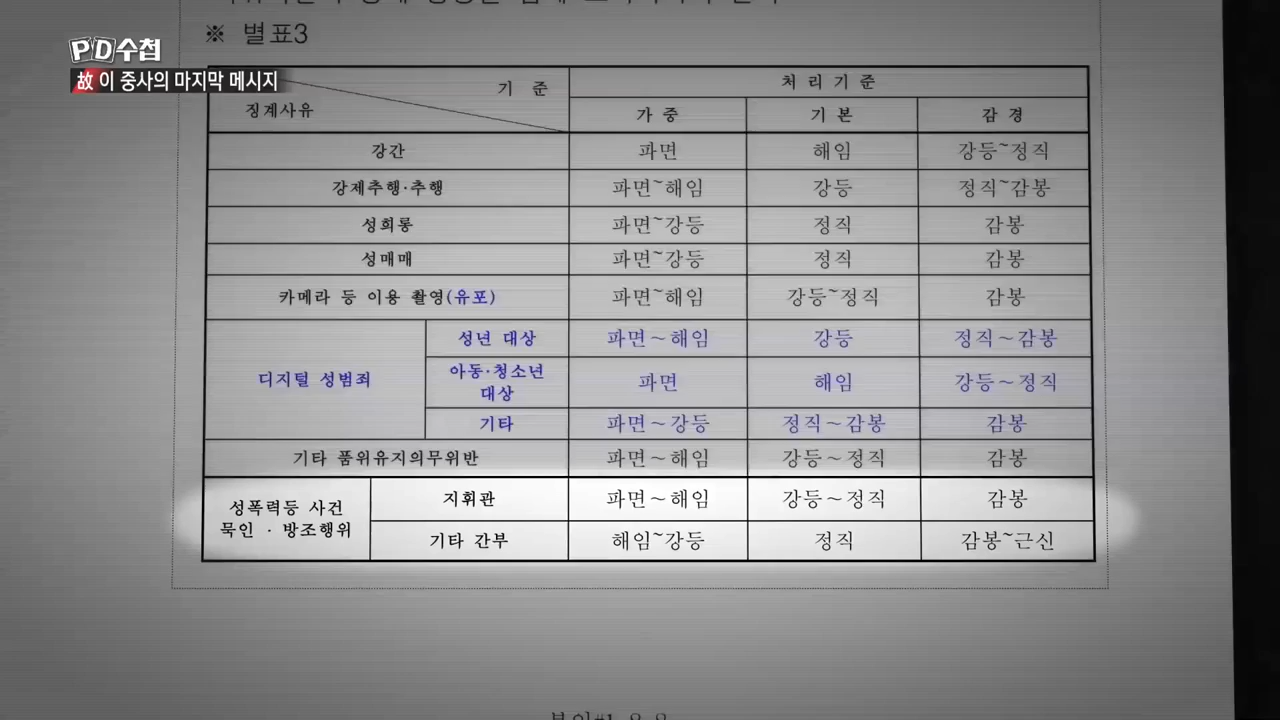 ※ 별표3
PD수첩
故 이 중사의 마지막 메시지
기 준
징계사유
처 리 기 준
가 중 기 본 감 경
강간 파면 해임 강등~정직
강제추행·추행 파면~해임 강등 정직~감봉
성희롱 파면~강등 정직 감봉
성매매 파면~강등 정직 감봉
카메라 등 이용 촬영(유포) 파면~해임 강등~정직 감봉
디지털 성범죄
성년 대상 파면~해임 강등 정직~감봉
아동·청소년
대상
파면 해임 강등~정직
기타 파면~강등 정직~감봉 감봉
기타 품위유지의무위반 파면~해임 강등~정직 감봉
성폭력등 사건
묵인 · 방조행위
지휘관 파면~해임 강등~정직 감봉
기타 간부 해임~강등 정직 감봉~근신